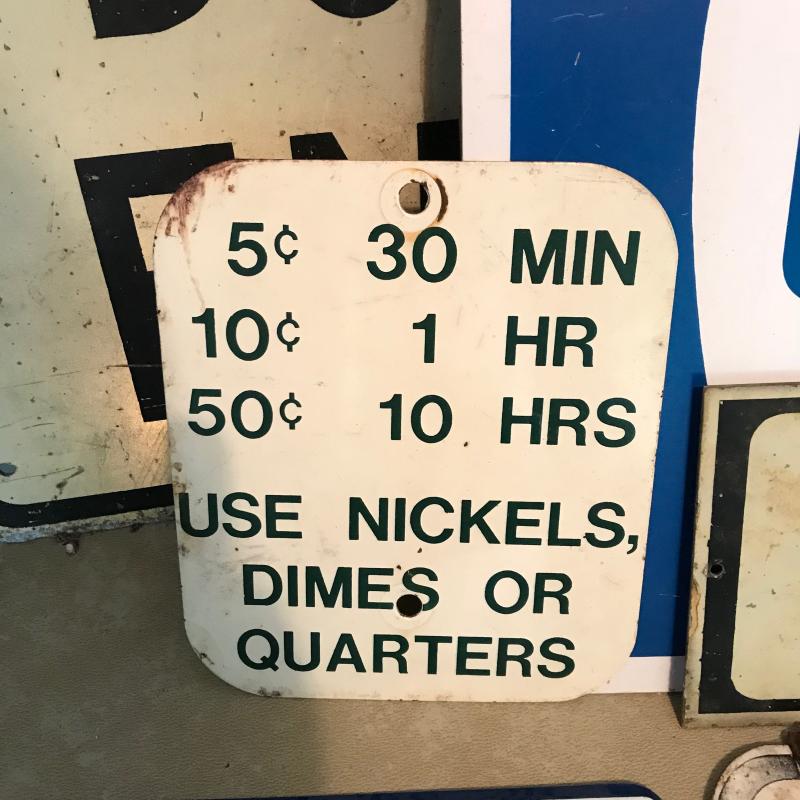 5¢ 30 MIN
10¢ 1 HR
50¢ 10 HRS
USE NICKELS,
DIMES OR
QUARTERS